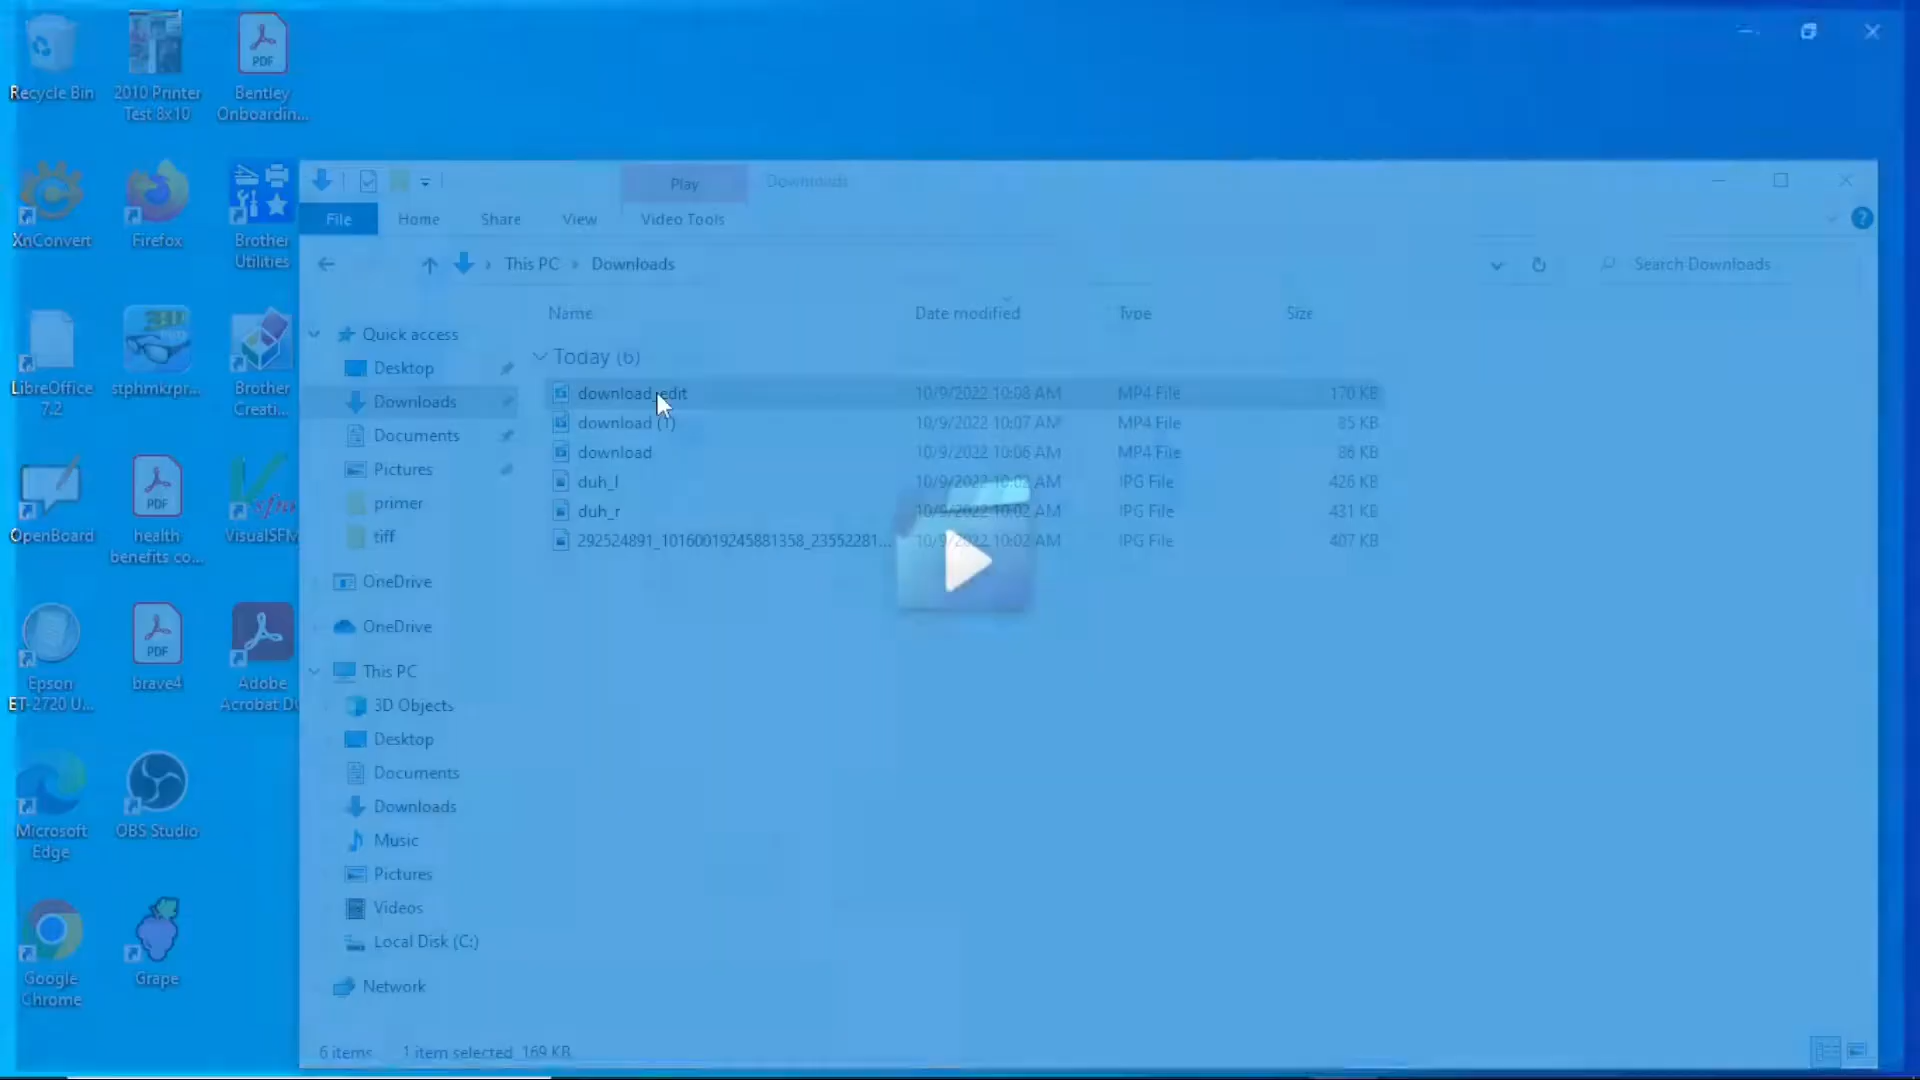 Recycle Bin
2010 Printer
Test 8x10
PDF
Bentley
Onboardin...
XnConvert
Firefox
Brother
Utilities
LibreOffice
7.2
3D
stphmkrpr...
Brother
Creati...
OpenBoard
PDF
health
benefits co...
sfm
VisualSFM
Epson
ET-2720 U...
PDF
brave4
Adobe
Acrobat D
Microsoft
Edge
OBS Studio
Google
Chrome
Grape
Play
Downloads
File
Home
Share
View
Video Tools
?
This PC
Downloads
Search Downloads
Name
Date modified
Type
Size
Quick access
Desktop
Downloads
Documents
Pictures
primer
tiff
OneDrive
OneDrive
This PC
3D Objects
Desktop
Documents
Downloads
Music
Pictures
Videos
Local Disk (C:)
Network
Today (6)
download_edit 10/9/2022 10:08 AM MP4 File 170 KB
download (1) 10/9/2022 10:07 AM MP4 File 85 KB
download 10/9/2022 10:06 AM MP4 File 86 KB
duh_l 10/9/2022 10:02 AM JPG File 426 KB
duh_r 10/9/2022 10:02 AM JPG File 431 KB
292524891_10160019245881358_23552281... 10/9/2022 10:02 AM JPG File 407 KB
6 items
1 item selected 169 KB